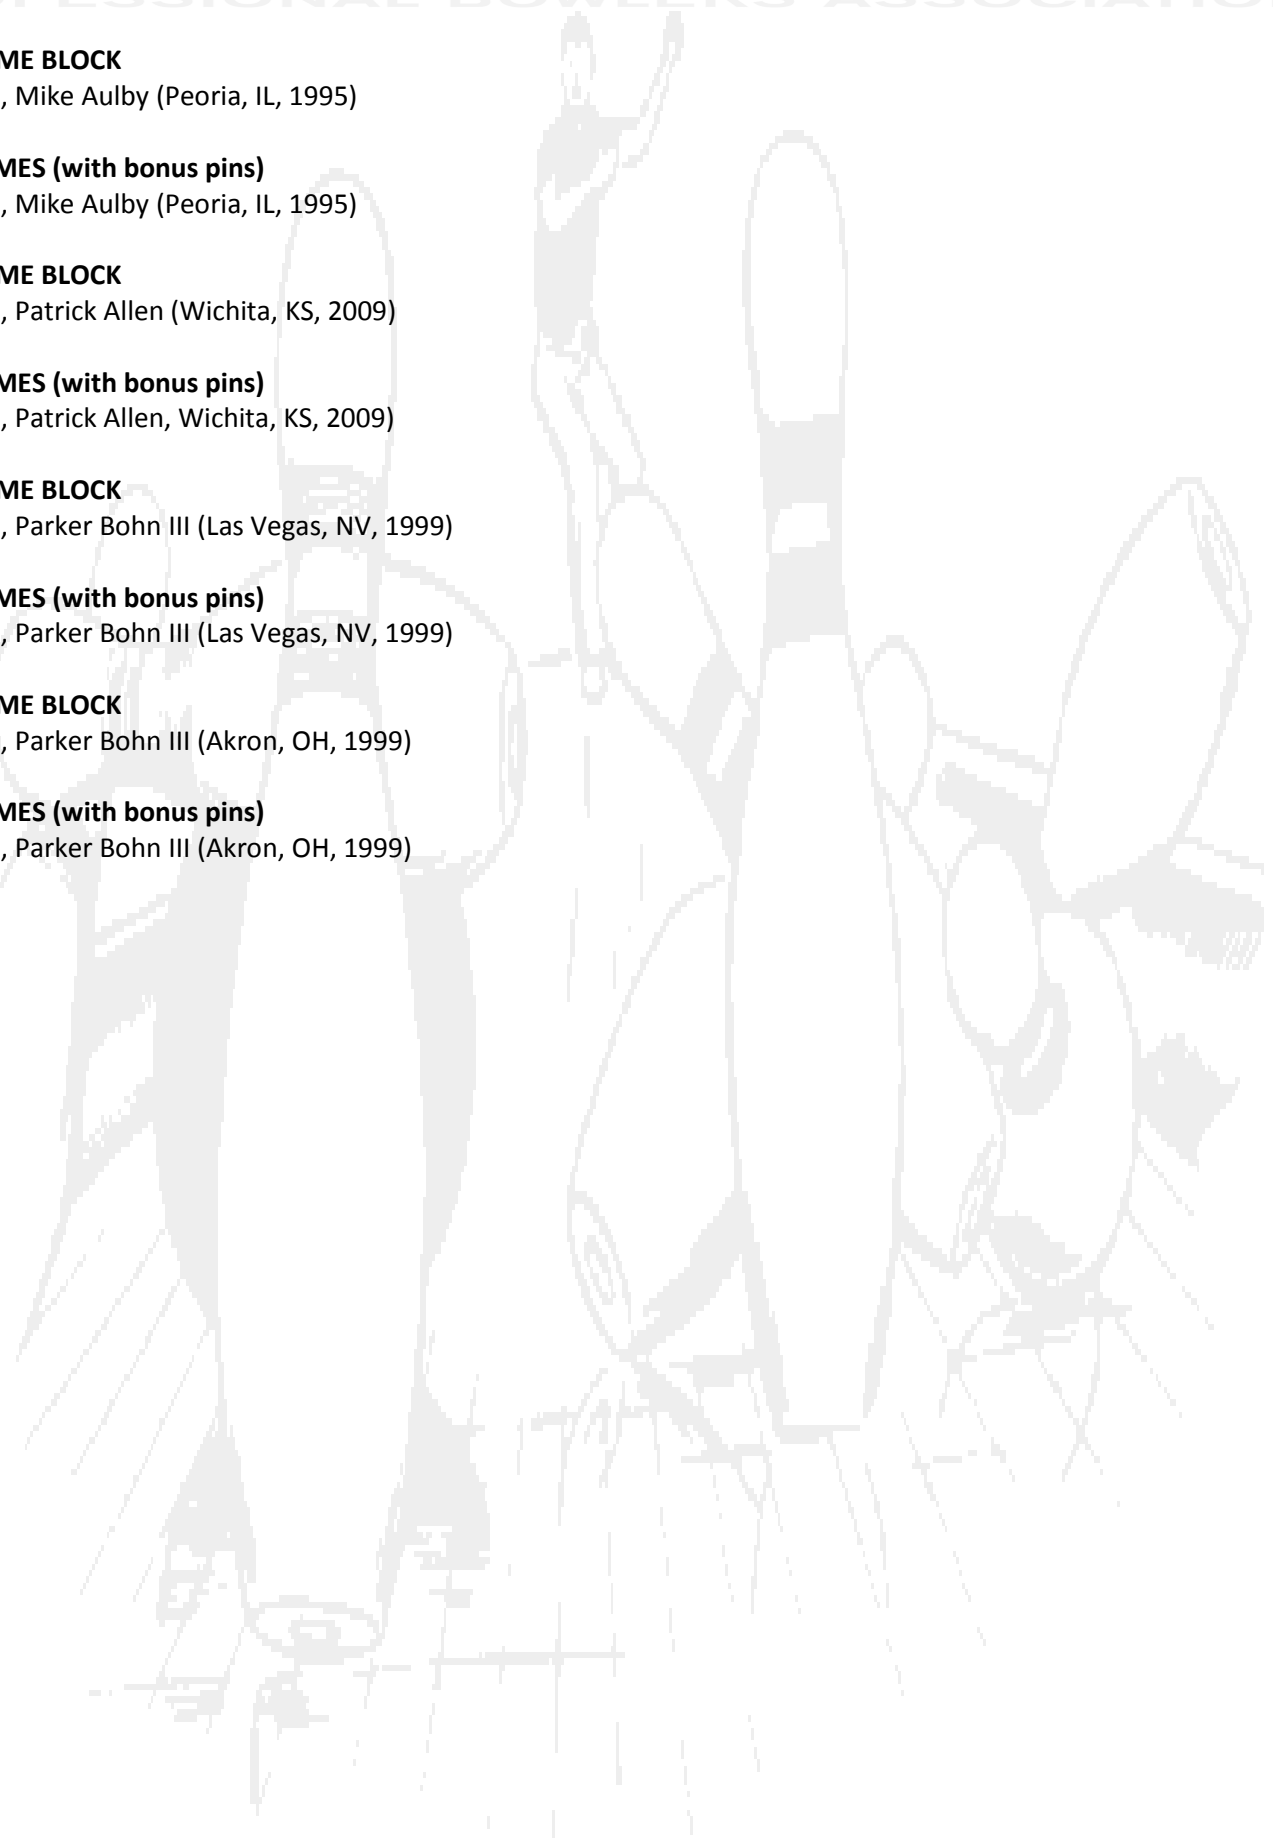 ME BLOCK
, Mike Aulby (Peoria, IL, 1995)
MES (with bonus pins)
, Mike Aulby (Peoria, IL, 1995)
ME BLOCK
, Patrick Allen (Wichita, KS, 2009)
MES (with bonus pins)
, Patrick Allen, Wichita, KS, 2009)
ME BLOCK
, Parker Bohn III (Las Vegas, NV, 1999)
MES (with bonus pins)
, Parker Bohn III (Las Vegas, NV, 1999)
ME BLOCK
, Parker Bohn III (Akron, OH, 1999)
MES (with bonus pins)
, Parker Bohn III (Akron, OH, 1999)